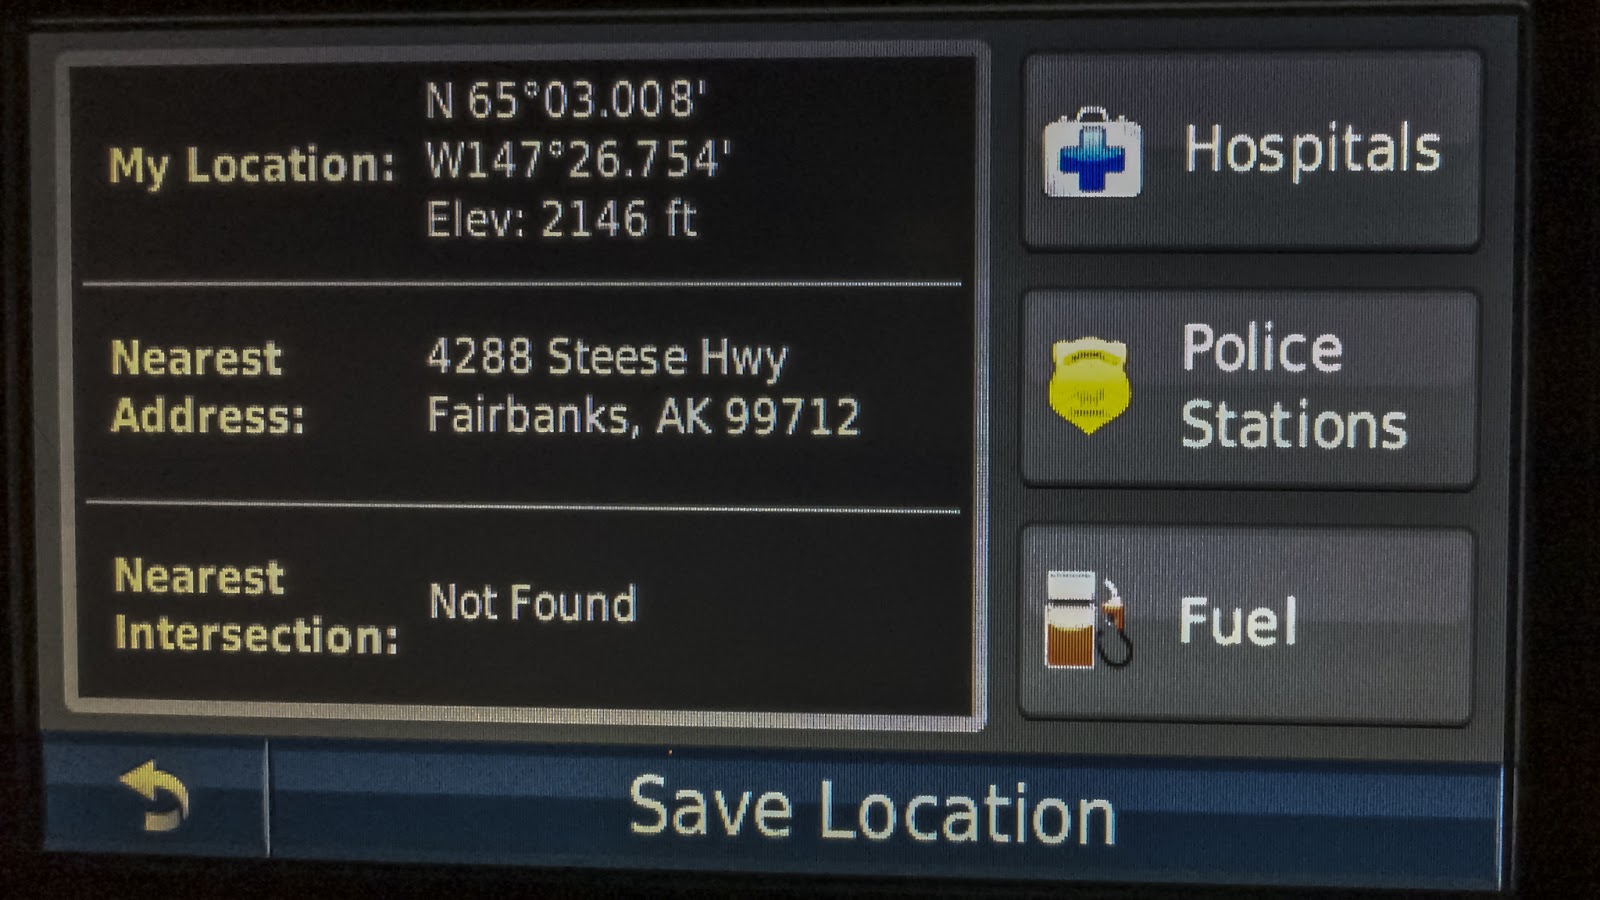 My Location:
N 65°03.008'
W147°26.754'
Elev: 2146 ft
Nearest
Address:
4288 Steese Hwy
Fairbanks, AK 99712
Nearest
Intersection:
Not Found
Hospitals
Police
Stations
Fuel
Save Location